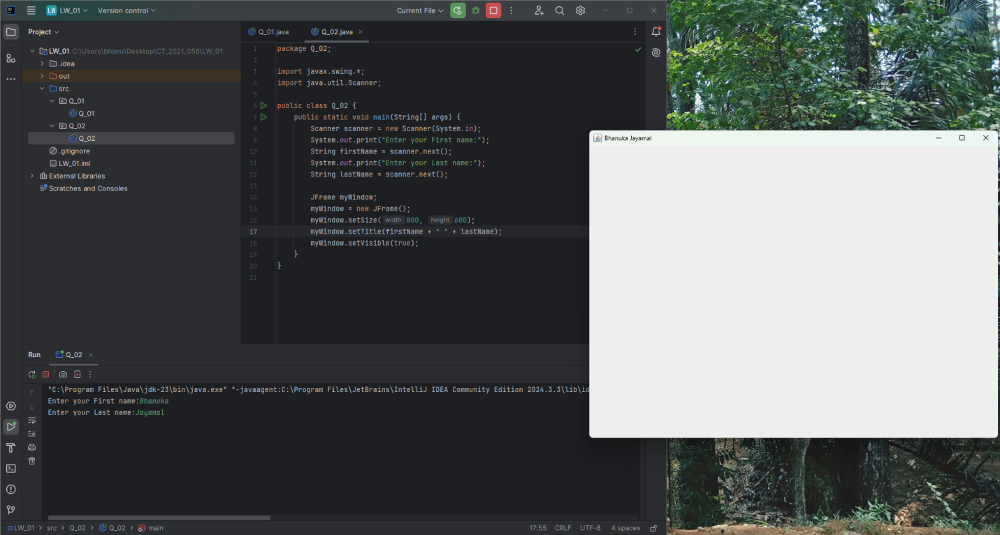 LW LW_01 Version control Current File
Project
LW_01 C:\Users\bhanu\Desktop\CT_2021_058\LW_01
.idea
out
src
Q_01
Q_01
Q_02
Q_02
.gitignore
LW_01.iml
External Libraries
Scratches and Consoles
Q_01.java Q_02.java
1 package Q_02;
2
3 import javax.swing.*;
4 import java.util.Scanner;
5
6 public class Q_02 {
7 public static void main(String[] args) {
8 Scanner scanner = new Scanner(System.in);
9 System.out.print("Enter your First name:");
10 String firstName = scanner.next();
11 System.out.print("Enter your Last name:");
12 String lastName = scanner.next();
13
14 JFrame myWindow;
15 myWindow = new JFrame();
16 myWindow.setSize( width: 800, height: 600);
17 myWindow.setTitle(firstName + " " + lastName);
18 myWindow.setVisible(true);
19 }
20 }
21
Bhanuka Jayamal
Run Q_02
"C:\Program Files\Java\jdk-23\bin\java.exe" "-javaagent:C:\Program Files\JetBrains\IntelliJ IDEA Community Edition 2024.3.3\lib\id
Enter your First name:Bhanuka
Enter your Last name:Jayamal
LW_01 > src > Q_02 > Q_02 > main 17:55 CRLF UTF-8 4 spaces